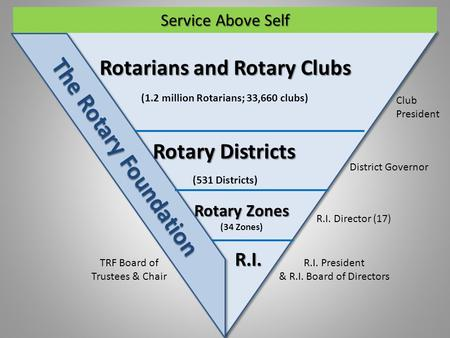 Service Above Self
The Rotary Foundation
Rotarians and Rotary Clubs
(1.2 million Rotarians; 33,660 clubs)
Club
President
Rotary Districts
(531 Districts)
District Governor
Rotary Zones
(34 Zones)
R.I. Director (17)
R.I.
TRF Board of
Trustees & Chair
R.I. President
& R.I. Board of Directors